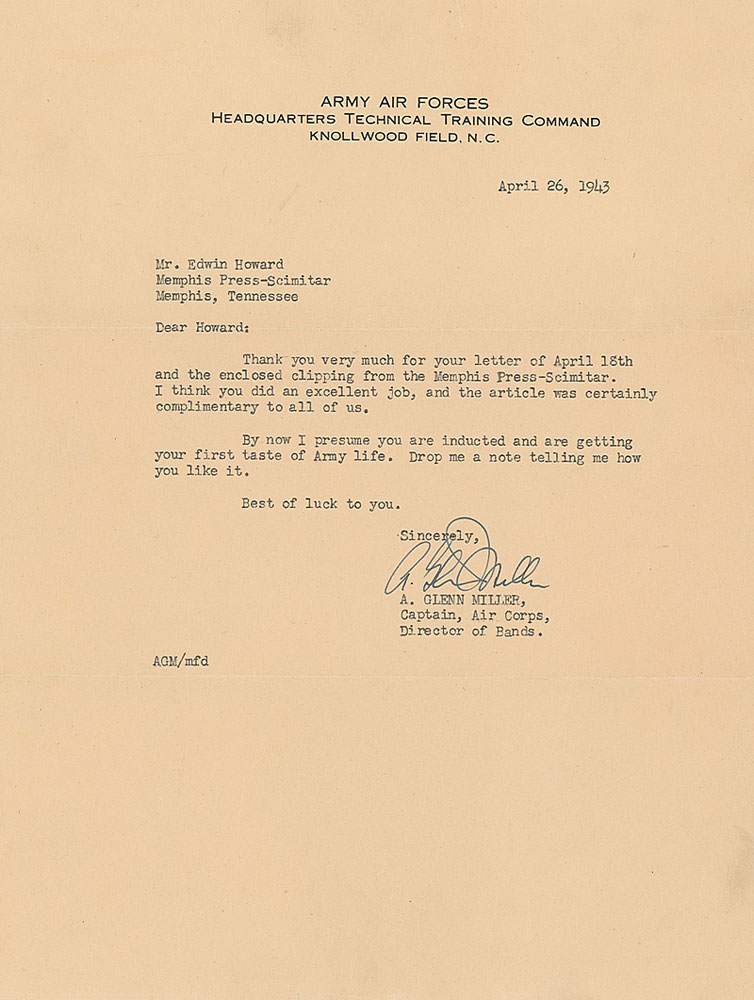 ARMY AIR FORCES
HEADQUARTERS TECHNICAL TRAINING COMMAND
KNOLLWOOD FIELD, N. C.
April 26, 1943
Mr. Edwin Howard
Memphis Press-Scimitar
Memphis, Tennessee
Dear Howard:
Thank you very much for your letter of April 18th
and the enclosed clipping from the Memphis Press-Scimitar.
I think you did an excellent job, and the article was certainly
complimentary to all of us.
By now I presume you are inducted and are getting
your first taste of Army life. Drop me a note telling me how
you like it.
Best of luck to you.
Sincerely,
A. Glenn Miller
A. GLENN MILLER,
Captain, Air Corps,
Director of Bands.
AGM/mfd